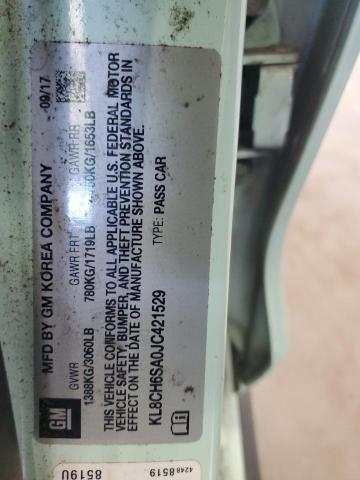 GM
MFD BY GM KOREA COMPANY
09/17
GVWR
GAWR FRT
GAWR RR
1388KG/3060LB
780KG/1719LB
750KG/1653LB
THIS VEHICLE CONFORMS TO ALL APPLICABLE U.S. FEDERAL MOTOR
VEHICLE SAFETY, BUMPER, AND THEFT PREVENTION STANDARDS IN
EFFECT ON THE DATE OF MANUFACTURE SHOWN ABOVE.
KL8CH6SA0JC421529
TYPE: PASS CAR
4248 8519
8519U